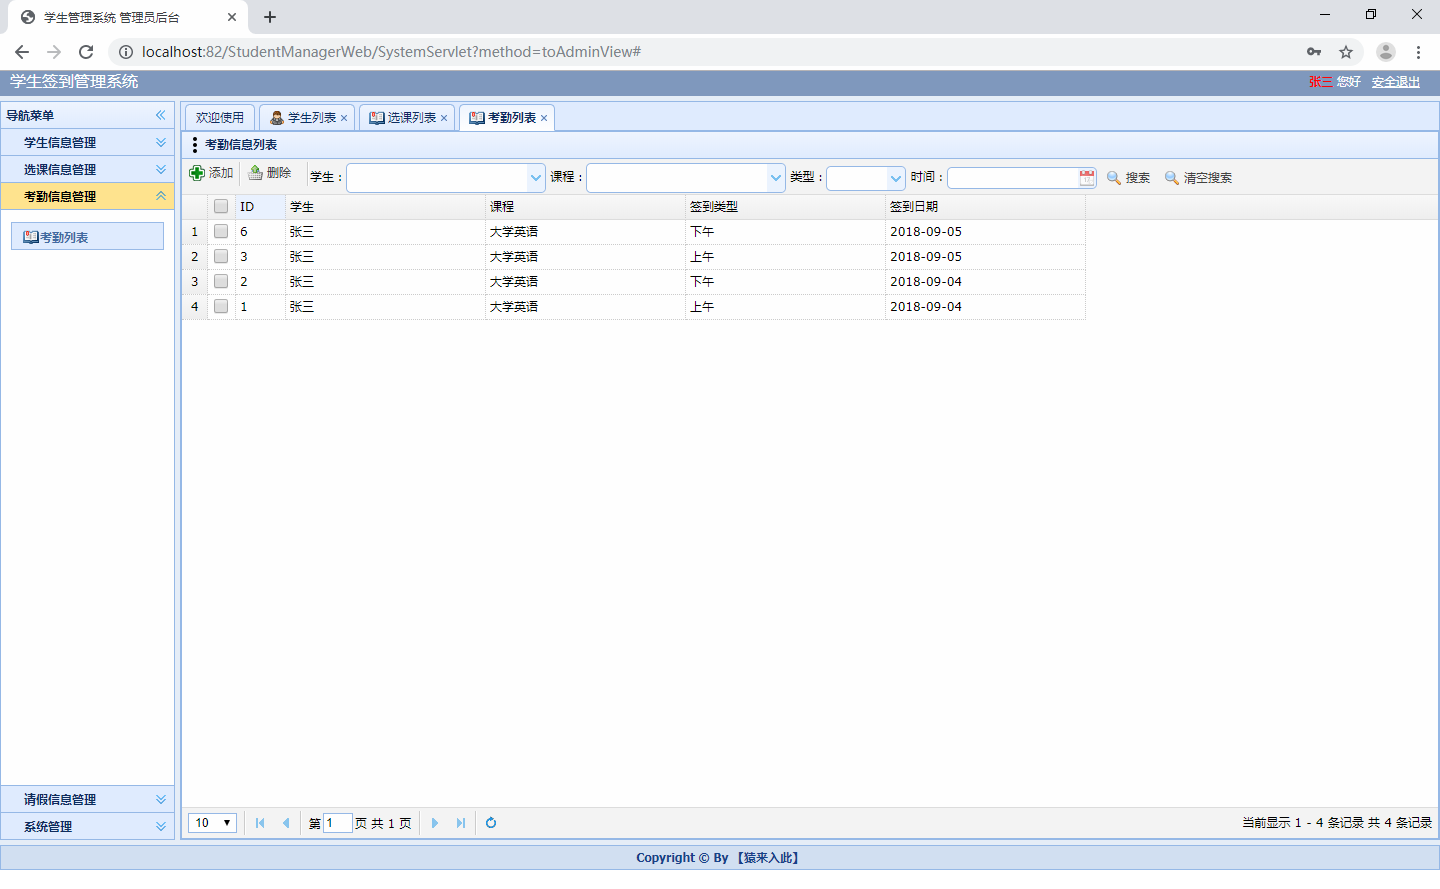 学生管理系统 管理员后台
localhost:82/StudentManagerWeb/SystemServlet?method=toAdminView#
学生签到管理系统
张三 您好 安全退出
导航菜单
学生信息管理
选课信息管理
考勤信息管理
考勤列表
请假信息管理
系统管理
欢迎使用 学生列表 选课列表 考勤列表
考勤信息列表
添加 删除 学生： 课程： 类型： 时间： 搜索 清空搜索
ID 学生 课程 签到类型 签到日期
1 6 张三 大学英语 下午 2018-09-05
2 3 张三 大学英语 上午 2018-09-05
3 2 张三 大学英语 下午 2018-09-04
4 1 张三 大学英语 上午 2018-09-04
10 第 1 页 共 1 页 当前显示 1 - 4 条记录 共 4 条记录
Copyright © By 【猿来入此】